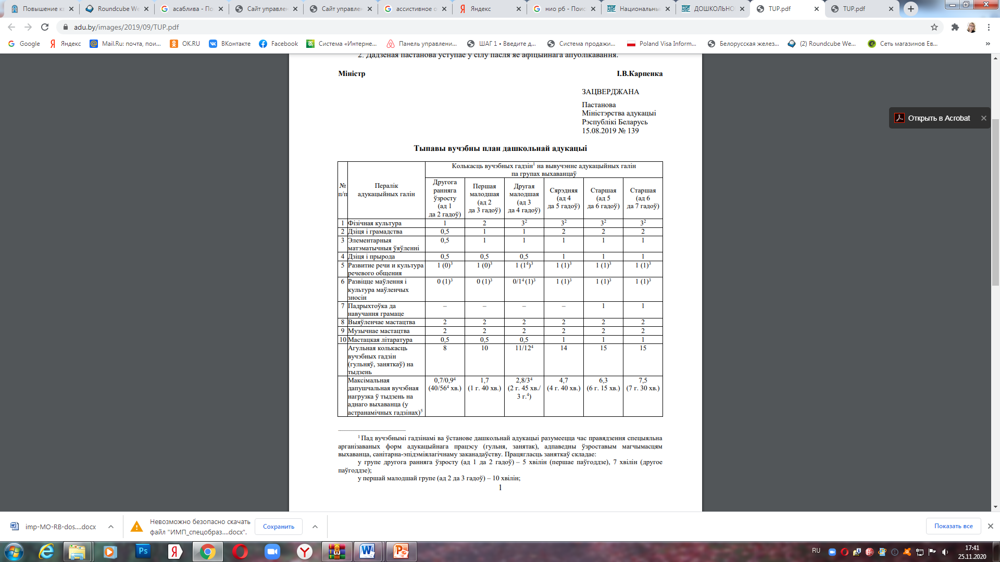 Повышение кв
Roundcube We
асаблива - По
Сайт управлен
Сайт управлен
ассистивное о
Яндекс
нио рб - Поис
Национальны
ДОШКОЛЬНО
TUP.pdf
TUP.pdf
adu.by/images/2019/09/TUP.pdf
Google
Яндекс
Mail.Ru: почта, пои...
OK.RU
ВКонтакте
Facebook
Система «Интерне...
Панель управлени...
ШАГ 1 • Введите д...
Система продажи...
Poland Visa Inform...
Белорусская желез...
(2) Roundcube We...
Сеть магазинов Ев...
2. Дадзеная пастанова ўступае ў сілу пасля яе афіцыйнага апублікавання.
Міністр І.В.Карпенка
ЗАЦВЕРДЖАНА
Пастанова
Міністэрства адукацыі
Рэспублікі Беларусь
15.08.2019 № 139
Открыть в Acrobat
Тыпавы вучэбны план дашкольнай адукацыі
№ п/п
Пералік
адукацыйных галін
Колькасць вучэбных гадзін¹ на вывучэнне адукацыйных галін
па групах выхаванцаў
Другога
ранняга
ўзросту
(ад 1
да 2 гадоў)
Першая
малодшая
(ад 2
да 3 гадоў)
Другая
малодшая
(ад 3
да 4 гадоў)
Сярэдняя
(ад 4
да 5 гадоў)
Старшая
(ад 5
да 6 гадоў)
Старшая
(ад 6
да 7 гадоў)
1 Фізічная культура 1 2 3² 3² 3² 3²
2 Дзіця і грамадства 0,5 1 1 2 2 2
3 Элементарныя 0,5 1 1 1 1 1
матэматычныя ўяўленні
4 Дзіця і прырода 0,5 0,5 0,5 1 1 1
5 Развитие речи и культура 1 (0)³ 1 (0)³ 1 (1⁴)³ 1 (1)³ 1 (1)³ 1 (1)³
речевого общения
6 Развіцце маўлення і 0 (1)³ 0 (1)³ 0/1⁴ (1)³ 1 (1)³ 1 (1)³ 1 (1)³
культура маўленчых
зносін
7 Падрыхтоўка да – – – – 1 1
навучання грамаце
8 Выяўленчае мастацтва 2 2 2 2 2 2
9 Музычнае мастацтва 2 2 2 2 2 2
10 Мастацкая літаратура 0,5 0,5 0,5 1 1 1
Агульная колькасць 8 10 11/12⁴ 14 15 15
вучэбных гадзін
(гульняў, заняткаў) на
тыдзень
Максімальная 0,7/0,9⁴ 1,7 2,8/3⁴ 4,7 6,3 7,5
дапушчальная вучэбная (40/56⁴ хв.) (1 г. 40 хв.) (2 г. 45 хв./ (4 г. 40 хв.) (6 г. 15 хв.) (7 г. 30 хв.)
нагрузка ў тыдзень на 3 г.⁴)
аднаго выхаванца (у
астранамічных гадзінах)⁵
¹ Пад вучэбнымі гадзінамі ва ўстанове дашкольнай адукацыі разумеецца час правядзення спецыяльна
арганізаваных форм адукацыйнага працэсу (гульня, занятак), адпаведны ўзроставым магчымасцям
выхаванца, санітарна-эпідэміялагічнаму заканадаўству. Працягласць заняткаў складае:
у групе другога ранняга ўзросту (ад 1 да 2 гадоў) – 5 хвілін (першае паўгоддзе), 7 хвілін (другое
паўгоддзе);
у першай малодшай групе (ад 2 да 3 гадоў) – 10 хвілін;
1
imp-MO-RB-dos....docx
Невозможно безопасно скачать
файл "ИМП_спецобраз....docx".
Сохранить
Показать все
RU
17:41
25.11.2020